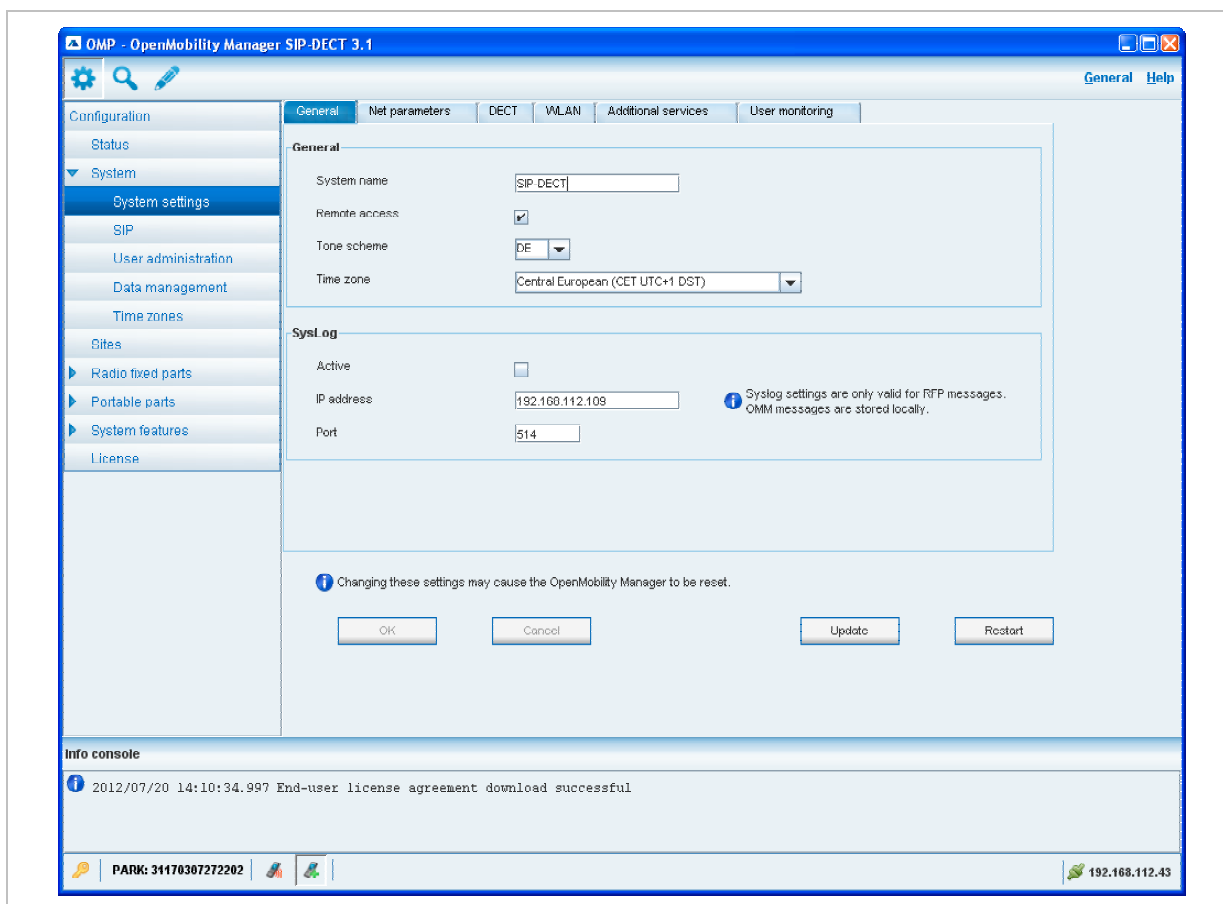 OMP - OpenMobility Manager SIP-DECT 3.1
General Help
Configuration
Status
System
System settings
SIP
User administration
Data management
Time zones
Sites
Radio fixed parts
Portable parts
System features
License
General Net parameters DECT WLAN Additional services User monitoring
General
System name SIP-DECT
Remote access
Tone scheme DE
Time zone Central European (CET UTC+1 DST)
SysLog
Active
IP address 192.168.112.109
Syslog settings are only valid for RFP messages.
OMM messages are stored locally.
Port 514
Changing these settings may cause the OpenMobility Manager to be reset.
OK Cancel Update Restart
Info console
2012/07/20 14:10:34.997 End-user license agreement download successful
PARK: 31170307272202 192.168.112.43